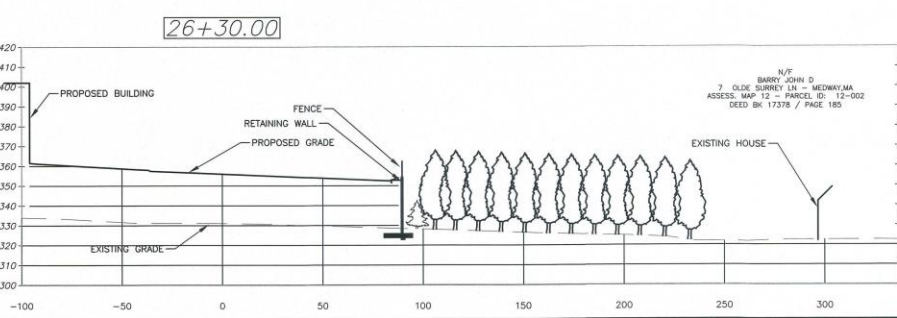 26+30.00
420
410
400
390
380
370
360
350
340
330
320
310
300
PROPOSED BUILDING
FENCE
RETAINING WALL
PROPOSED GRADE
EXISTING GRADE
N/F
BARRY JOHN D
7 OLDE SURREY LN - MEDWAY,MA
ASSESS. MAP 12 - PARCEL ID: 12-002
DEED BK 17378 / PAGE 185
EXISTING HOUSE
-100 -50 0 50 100 150 200 250 300